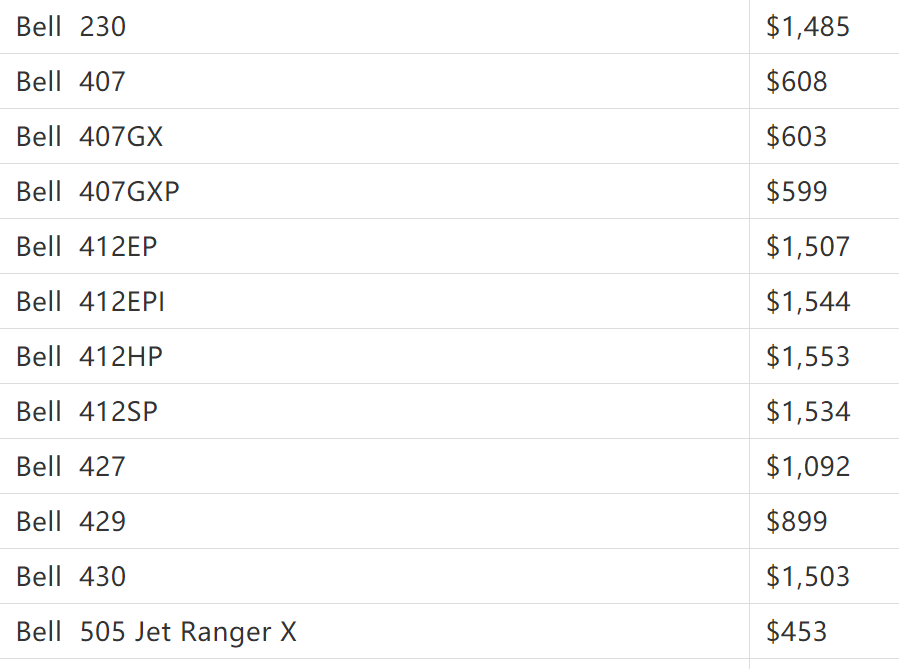 Bell 230 $1,485
Bell 407 $608
Bell 407GX $603
Bell 407GXP $599
Bell 412EP $1,507
Bell 412EPI $1,544
Bell 412HP $1,553
Bell 412SP $1,534
Bell 427 $1,092
Bell 429 $899
Bell 430 $1,503
Bell 505 Jet Ranger X $453